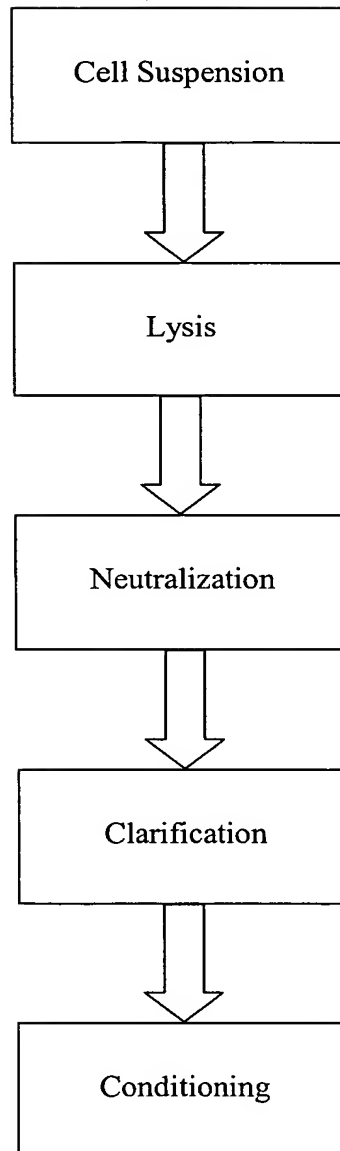 Cell Suspension
Lysis
Neutralization
Clarification
Conditioning